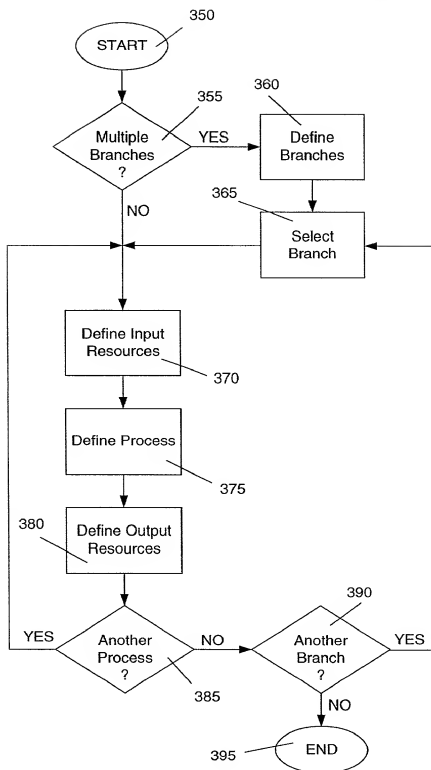 350
START
355
360
Multiple
Branches
?
YES
Define
Branches
365
NO
Select
Branch
Define Input
Resources
370
Define Process
375
380
Define Output
Resources
390
YES
Another
Process
?
NO
Another
Branch
?
YES
385
NO
395
END